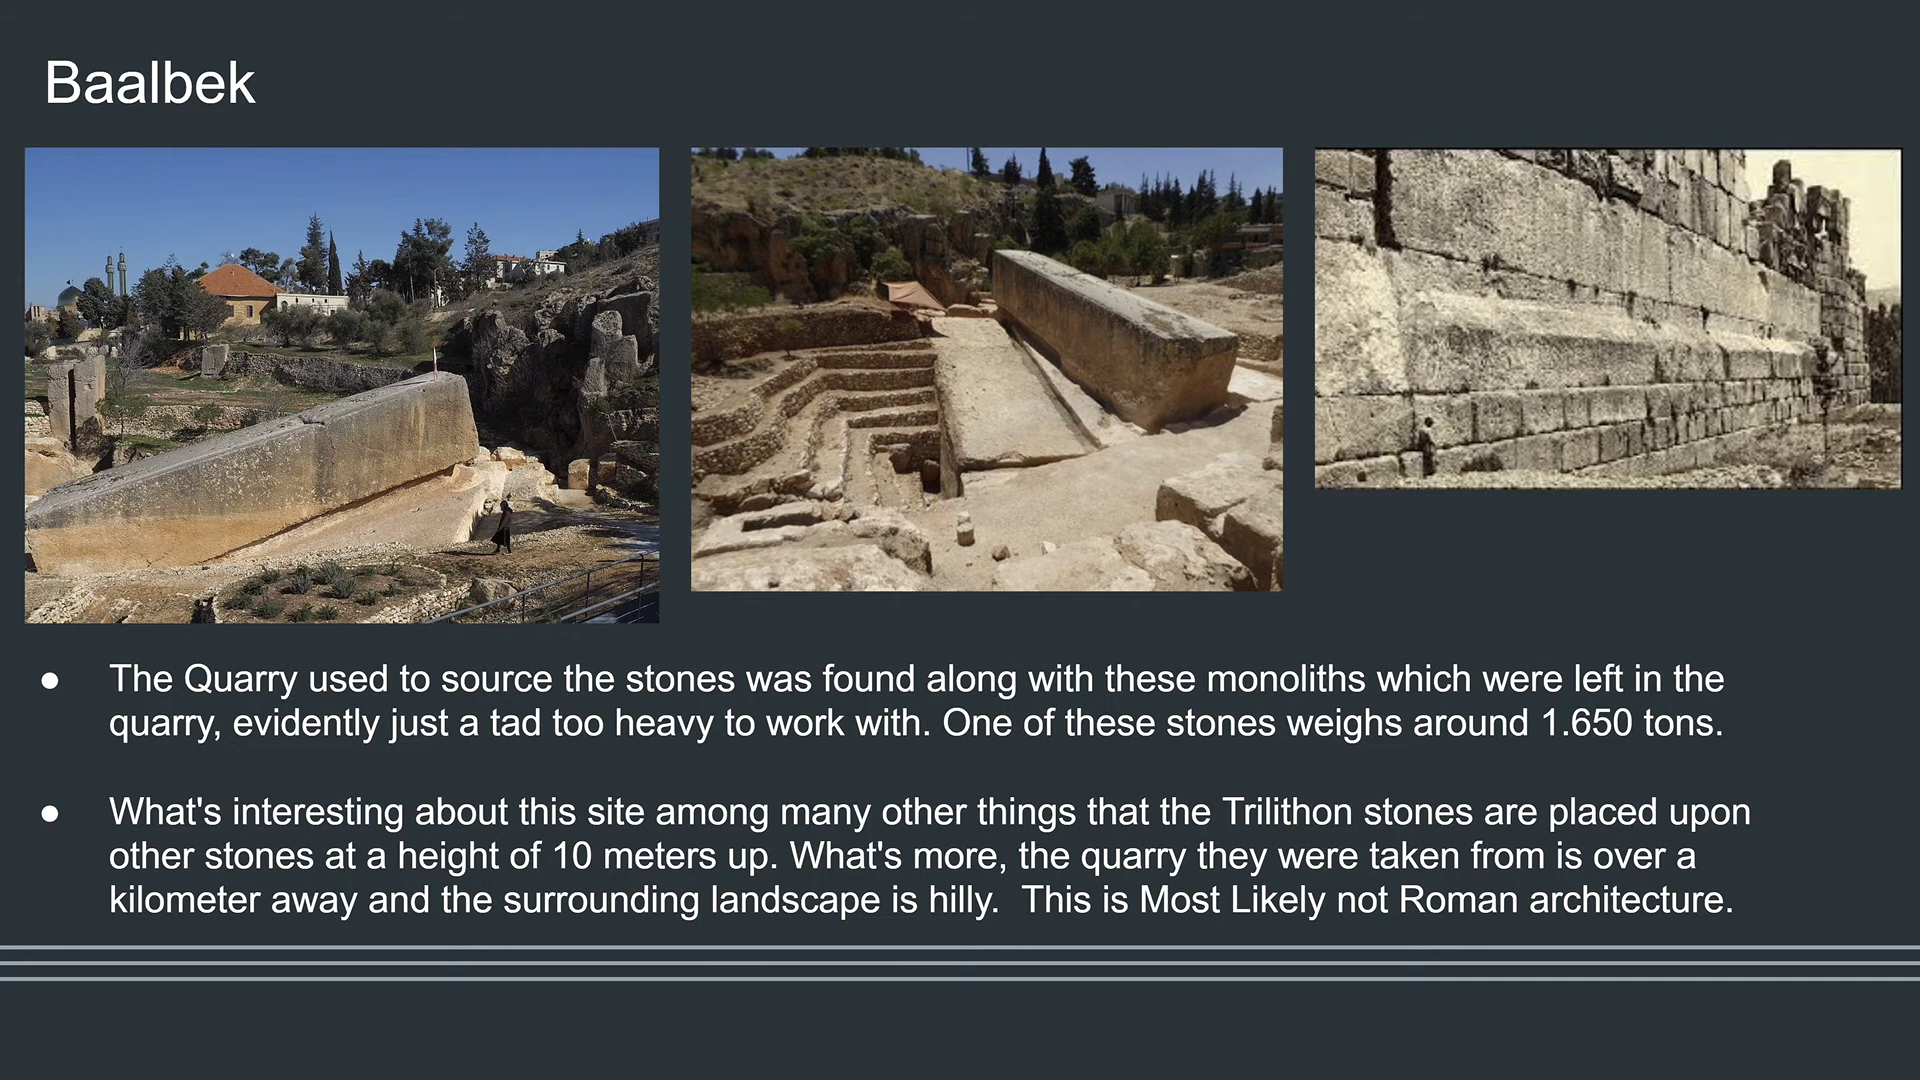 Baalbek
● The Quarry used to source the stones was found along with these monoliths which were left in the
quarry, evidently just a tad too heavy to work with. One of these stones weighs around 1.650 tons.
● What's interesting about this site among many other things that the Trilithon stones are placed upon
other stones at a height of 10 meters up. What's more, the quarry they were taken from is over a
kilometer away and the surrounding landscape is hilly.  This is Most Likely not Roman architecture.